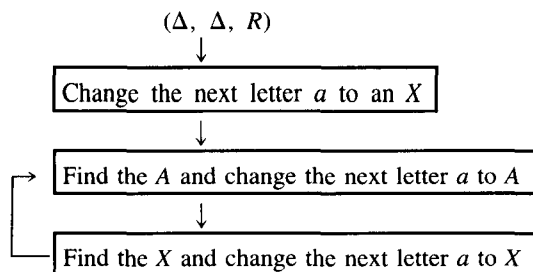 (Δ, Δ, R)
Change the next letter a to an X
Find the A and change the next letter a to A
Find the X and change the next letter a to X